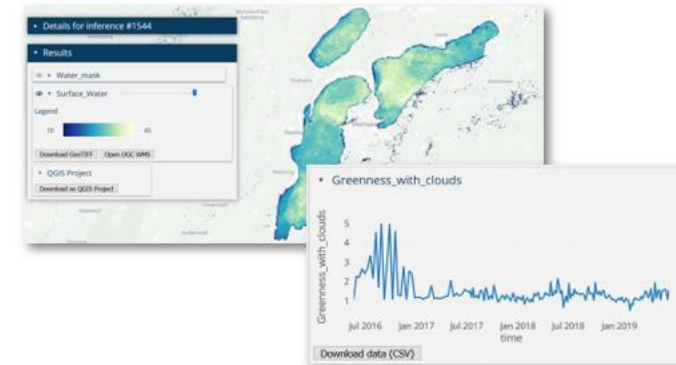 Details for inference #1544
Results
Water_mask
Surface_Water
Legend
10
40
Download GeoTIFF
Open OGC WMS
QGIS Project
Download as QGIS Project
Greenness_with_clouds
Greenness_with_clouds
5
4
3
2
1
Jul 2016
Jan 2017
Jul 2017
Jan 2018
Jul 2018
Jan 2019
time
Download data (CSV)